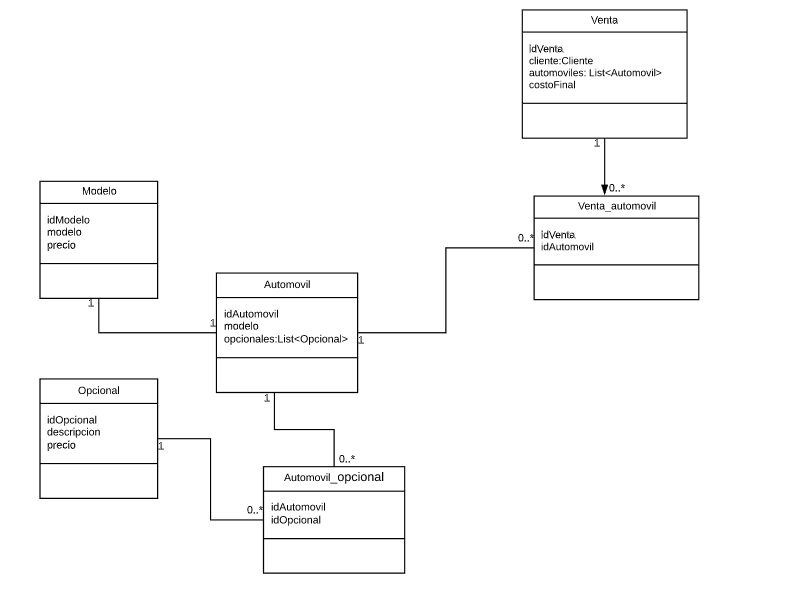 Venta
idVenta
cliente:Cliente
automoviles: List<Automovil>
costoFinal
1
0..*
Venta_automovil
idVenta
idAutomovil
0..*
Modelo
idModelo
modelo
precio
1
Automovil
idAutomovil
modelo
opcionales:List<Opcional>
1
1
1
Opcional
idOpcional
descripcion
precio
1
0..*
Automovil_opcional
idAutomovil
idOpcional
0..*